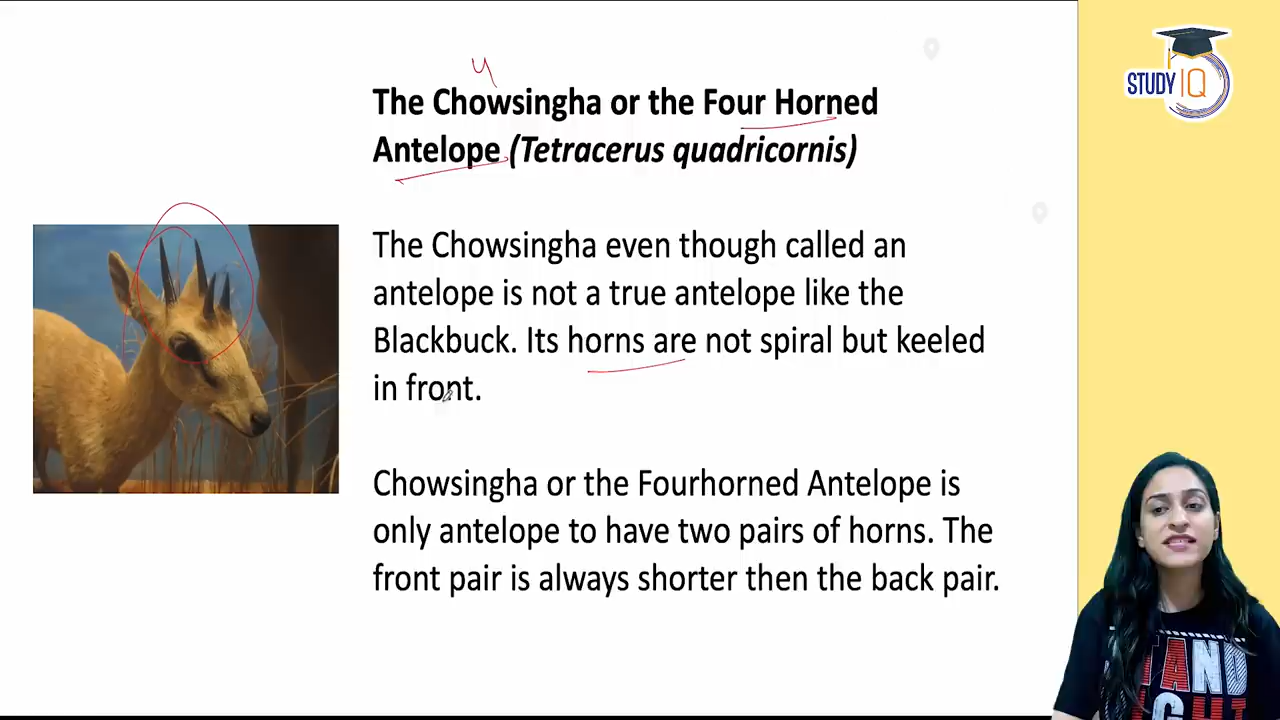 4
The Chowsingha or the Four Horned
Antelope (Tetracerus quadricornis)
The Chowsingha even though called an
antelope is not a true antelope like the
Blackbuck. Its horns are not spiral but keeled
in front.
Chowsingha or the Fourhorned Antelope is
only antelope to have two pairs of horns. The
front pair is always shorter then the back pair.
STUDY IQ